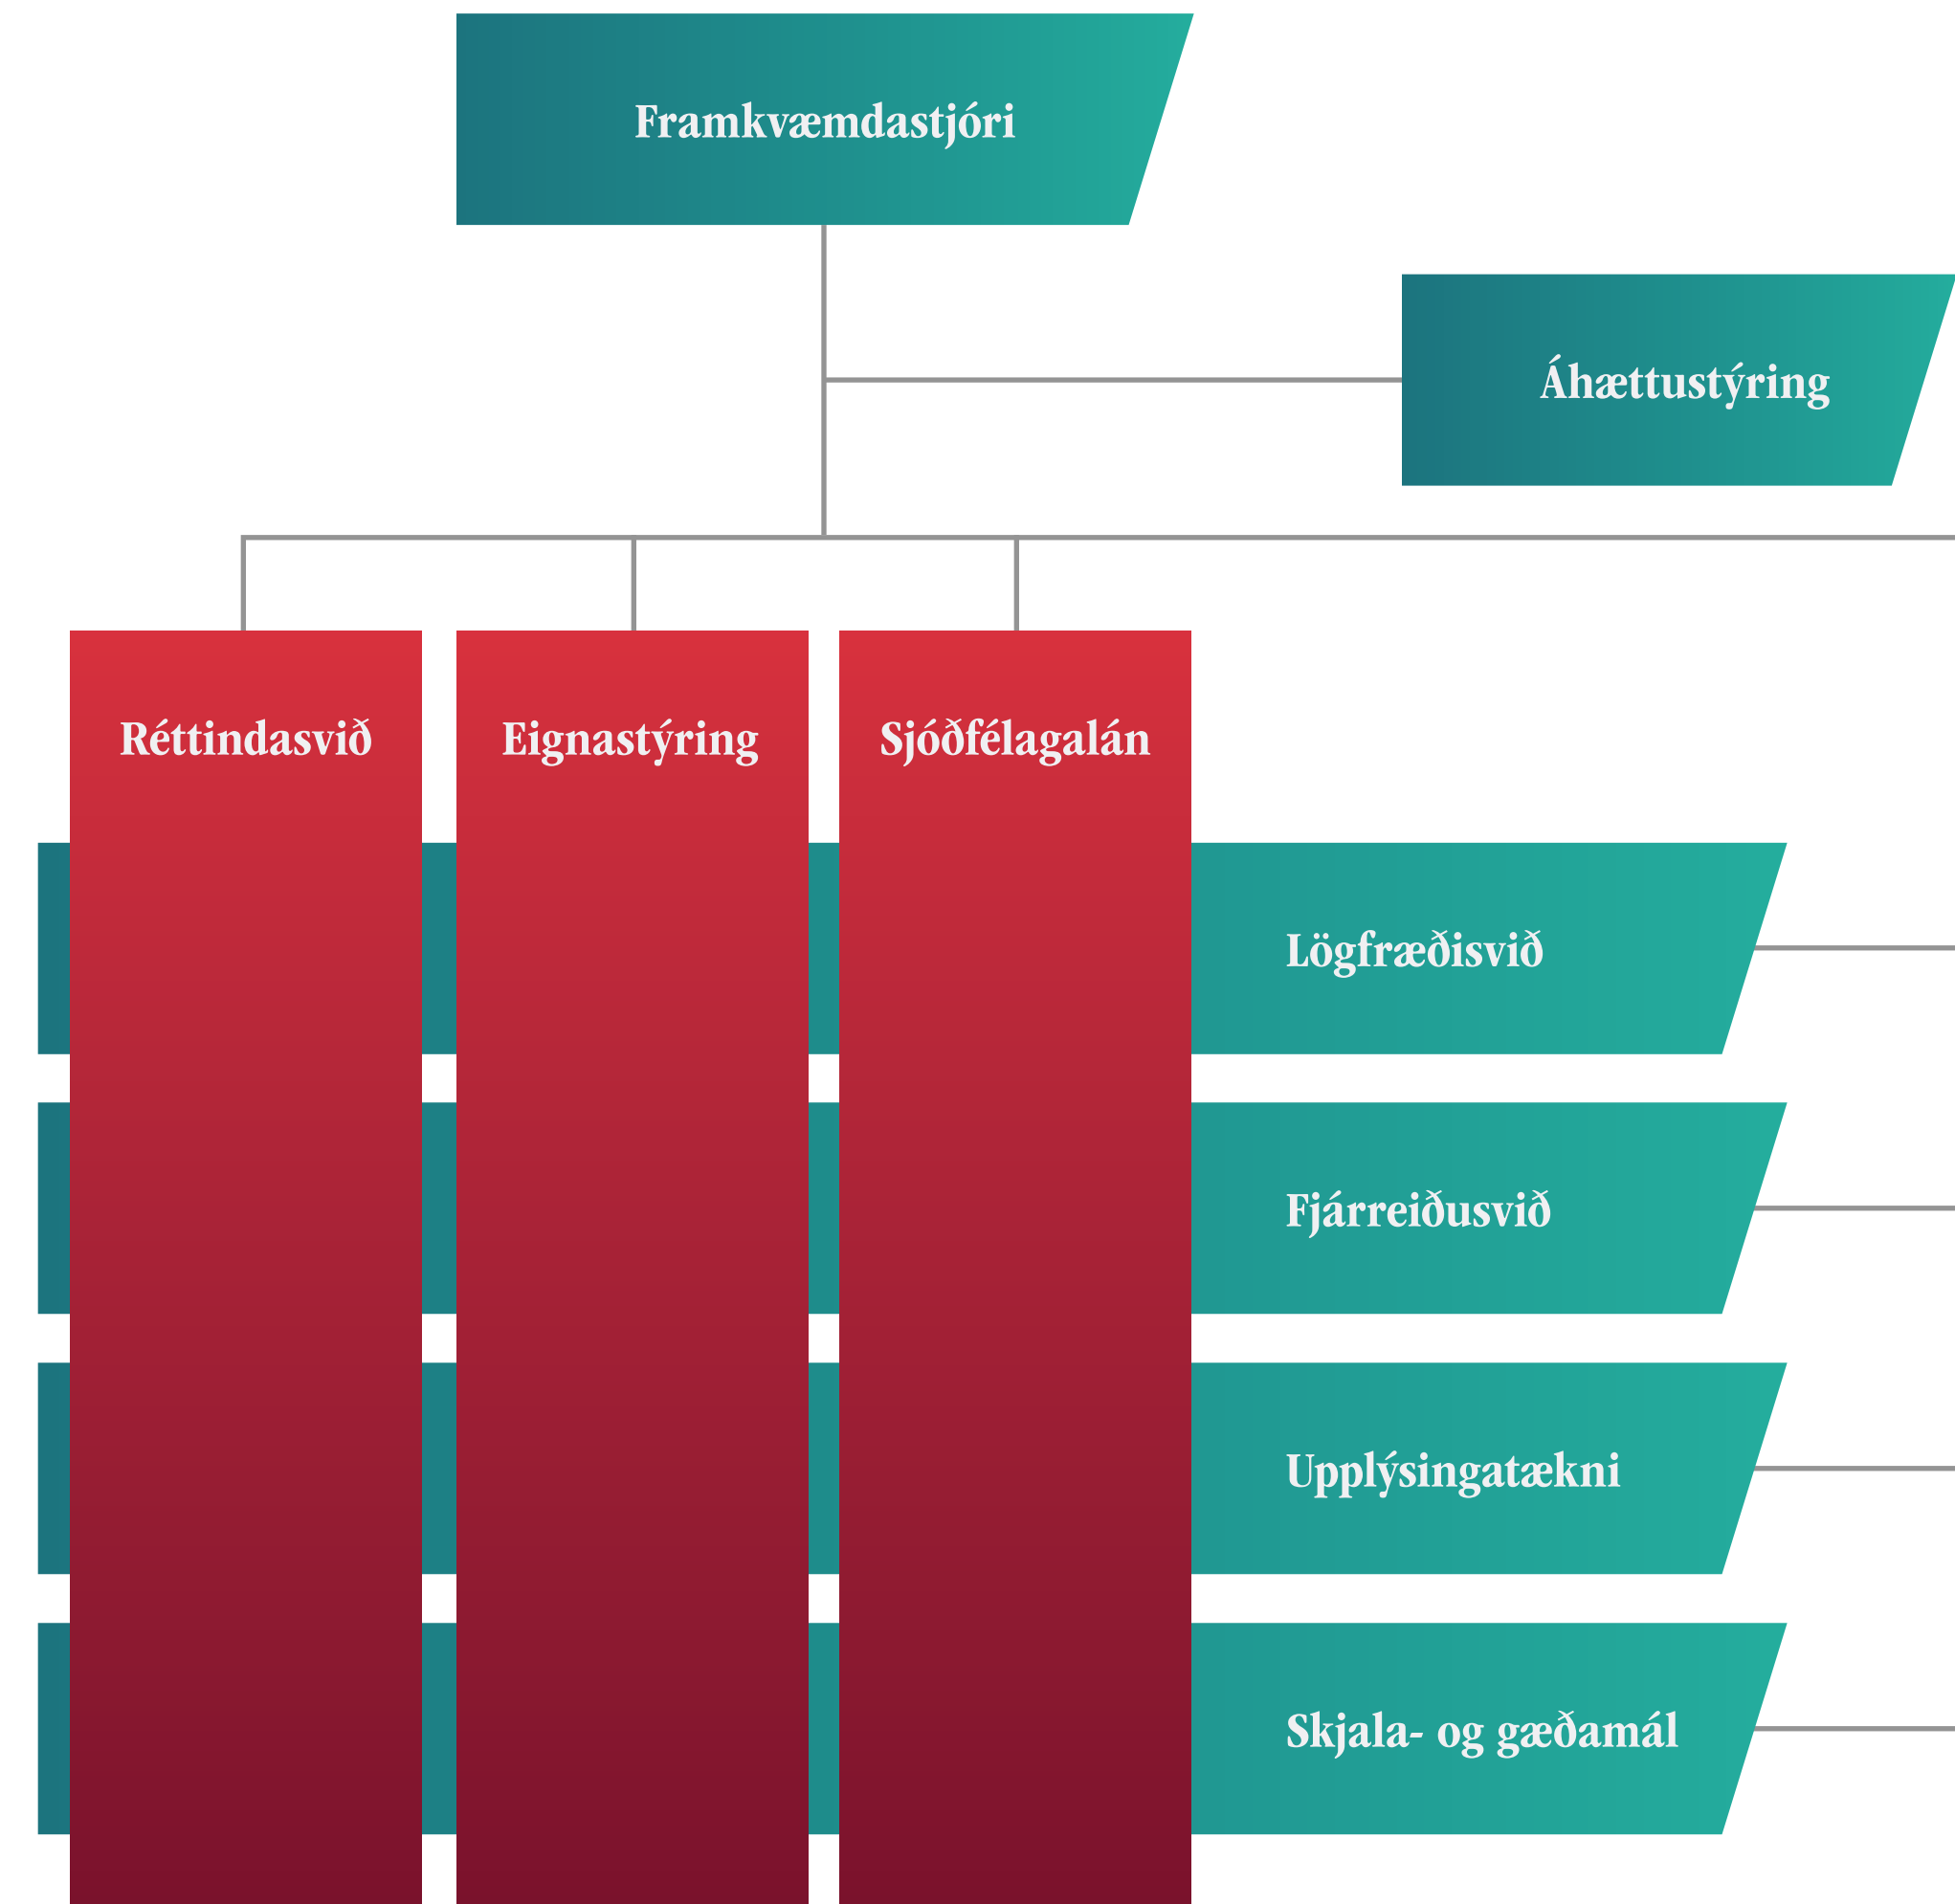 Framkvæmdastjóri
Áhættustýring
Réttindasvið
Eignastýring
Sjóðfélagalán
Lögfræðisvið
Fjárreiðusvið
Upplýsingatækni
Skjala- og gæðamál